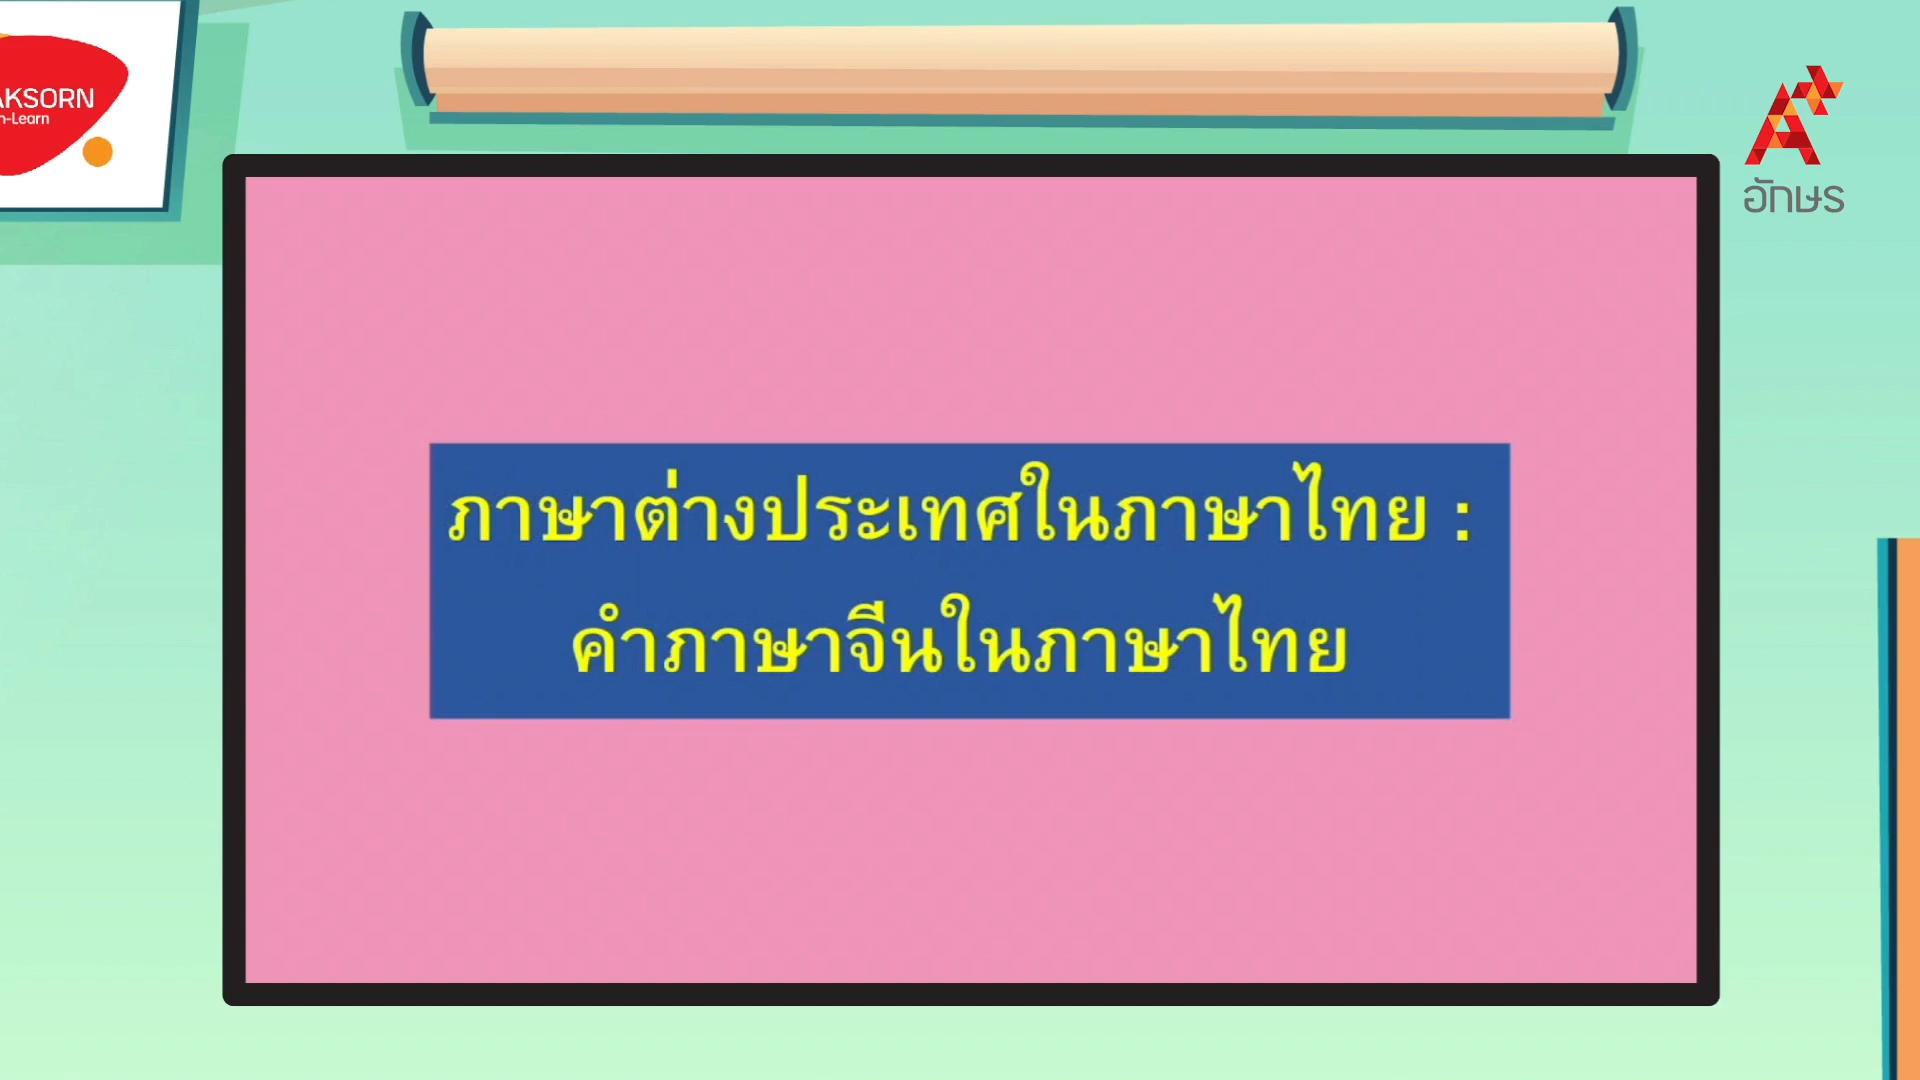 AKSORN
n-Learn
อักษร
ภาษาต่างประเทศในภาษาไทย :
คำภาษาจีนในภาษาไทย